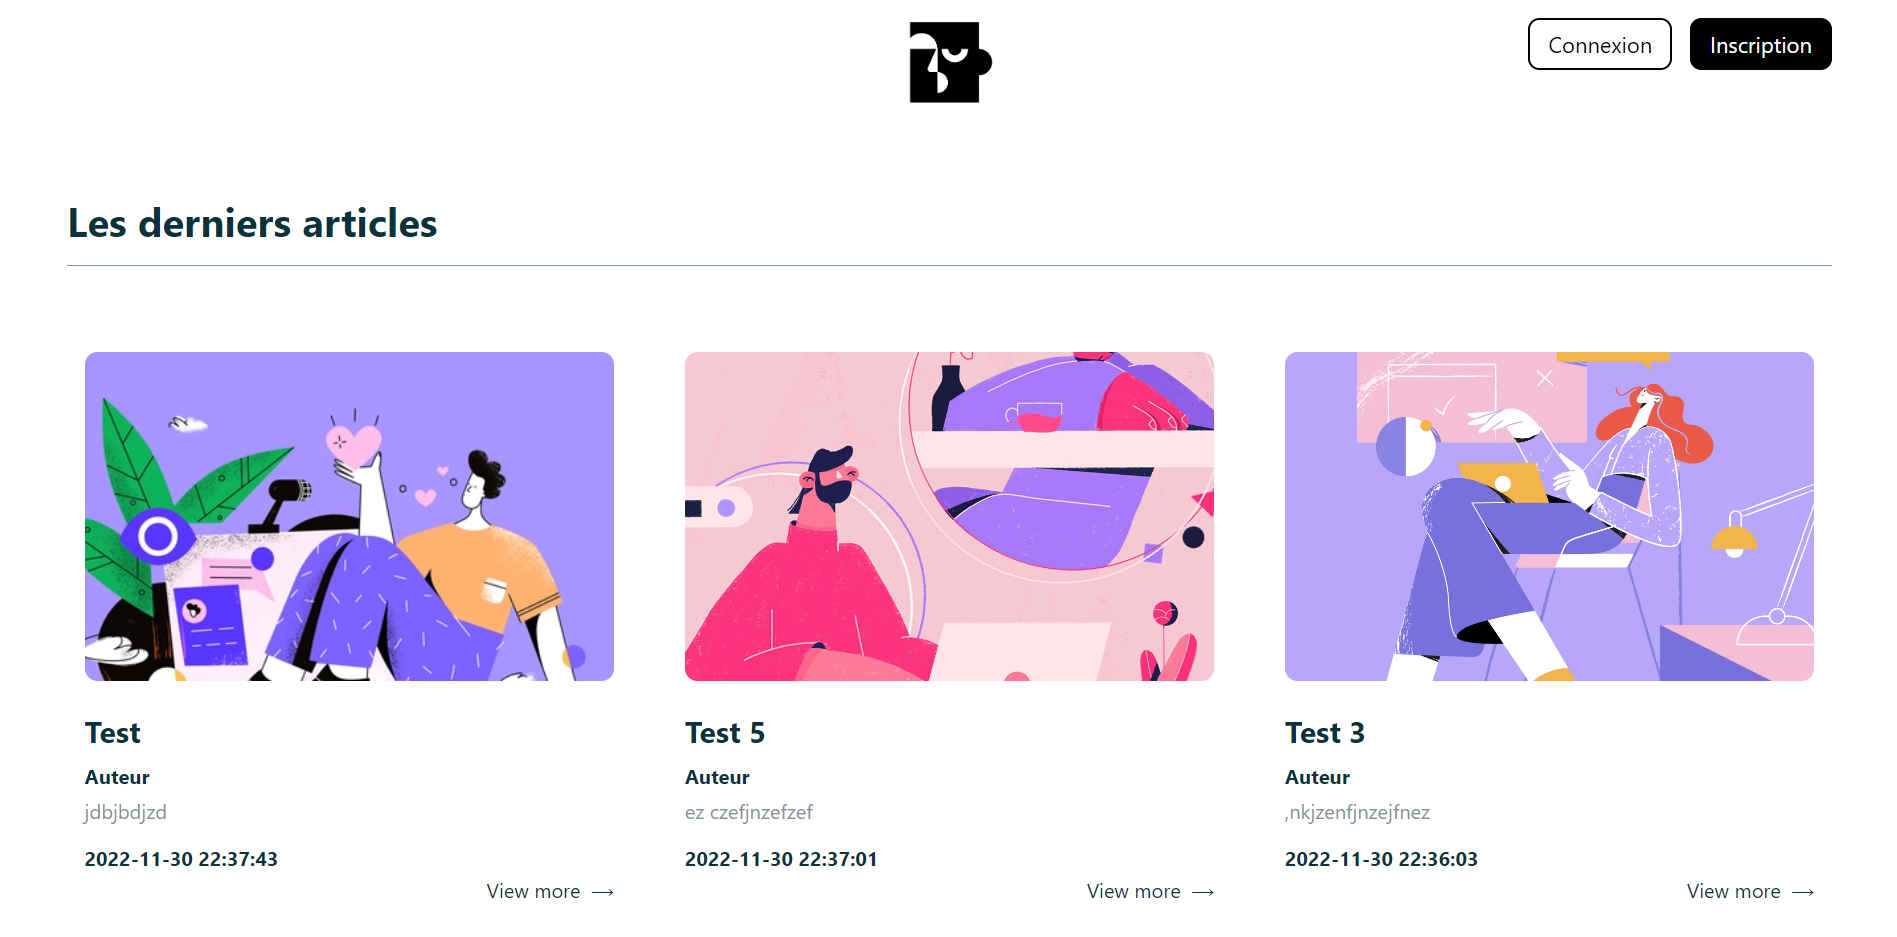 Connexion
Inscription
Les derniers articles
Test
Auteur
jdbjbdjzd
2022-11-30 22:37:43
View more →
Test 5
Auteur
ez czefjnzefzef
2022-11-30 22:37:01
View more →
Test 3
Auteur
,nkjzenfjnzejfnez
2022-11-30 22:36:03
View more →